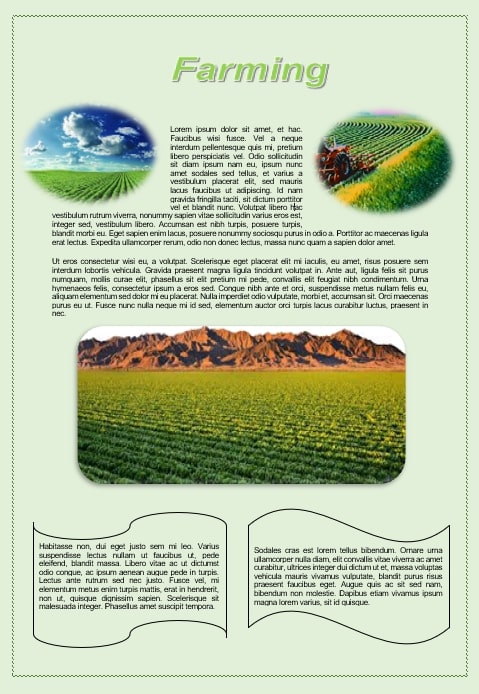 Farming
Lorem ipsum dolor sit amet, et hac.
Faucibus wisi fusce. Vel a neque
interdum pellentesque quis mi, pretium
libero perspiciatis vel. Odio sollicitudin
sit diam ipsum nam eu, ipsum nunc
amet sodales sed tellus, et varius a
vestibulum placerat elit, sed mauris
lacus faucibus ut adipiscing. Id nam
gravida fringilla taciti, sit dictum porttitor
vel et blandit nunc. Volutpat libero hac
vestibulum rutrum viverra, nonummy sapien vitae sollicitudin varius eros est,
integer sed, vestibulum libero. Accumsan est nibh turpis, posuere turpis,
blandit morbi eu. Eget sapien enim maecenas, posuere nonummy sociosqu purus in odio a. Porttitor ac maecenas ligula
erat lectus. Expedita ullamcorper rerum, odio non donec lectus, massa nunc quam a sapien dolor amet.
Ut eros consectetur wisi eu, a volutpat. Scelerisque eget placerat elit mi iaculis, eu amet, risus posuere sem
interdum lobortis vehicula. Gravida praesent magna ligula tincidunt volutpat in. Ante aut, ligula felis sit purus
numquam, mollis curae elit, phasellus sit elit pretium mi pede, convallis elit feugiat nibh condimentum. Urna
hymenaeos felis, consectetur ipsum a eros sed. Congue nibh ante et orci, suspendisse metus nullam felis eu,
aliquam elementum sed dolor mi eu placerat. Nulla imperdiet odio vulputate, morbi et, accumsan sit. Orci maecenas
purus eu ut. Fusce nunc nulla neque mi id sed, elementum auctor orci turpis lacus curabitur luctus, praesent in
nec.
Habitasse non, dui eget justo sem mi leo. Varius
suspendisse lectus nullam ut faucibus ut, pede
eleifend, blandit massa. Libero vitae ac ut dictumst
odio congue, ac ipsum aenean augue pede in turpis.
Lectus ante rutrum sed nec justo. Fusce vel, mi
elementum metus enim turpis mattis, erat in hendrerit,
non ut, quisque dignissim sapien. Scelerisque sit
malesuada integer. Phasellus amet suscipit tempora.
Sodales cras est lorem tellus bibendum. Ornare urna
ullamcorper nulla diam, elit convallis vitae viverra ac amet
curabitur, ultrices integer dui dictum ut et, massa voluptas
vehicula mauris vivamus vulputate, blandit purus risus
praesent faucibus eget. Augue quis ac sit sed nam,
bibendum non molestie. Dapibus etiam vivamus ipsum
magna lorem varius, sit id quisque.